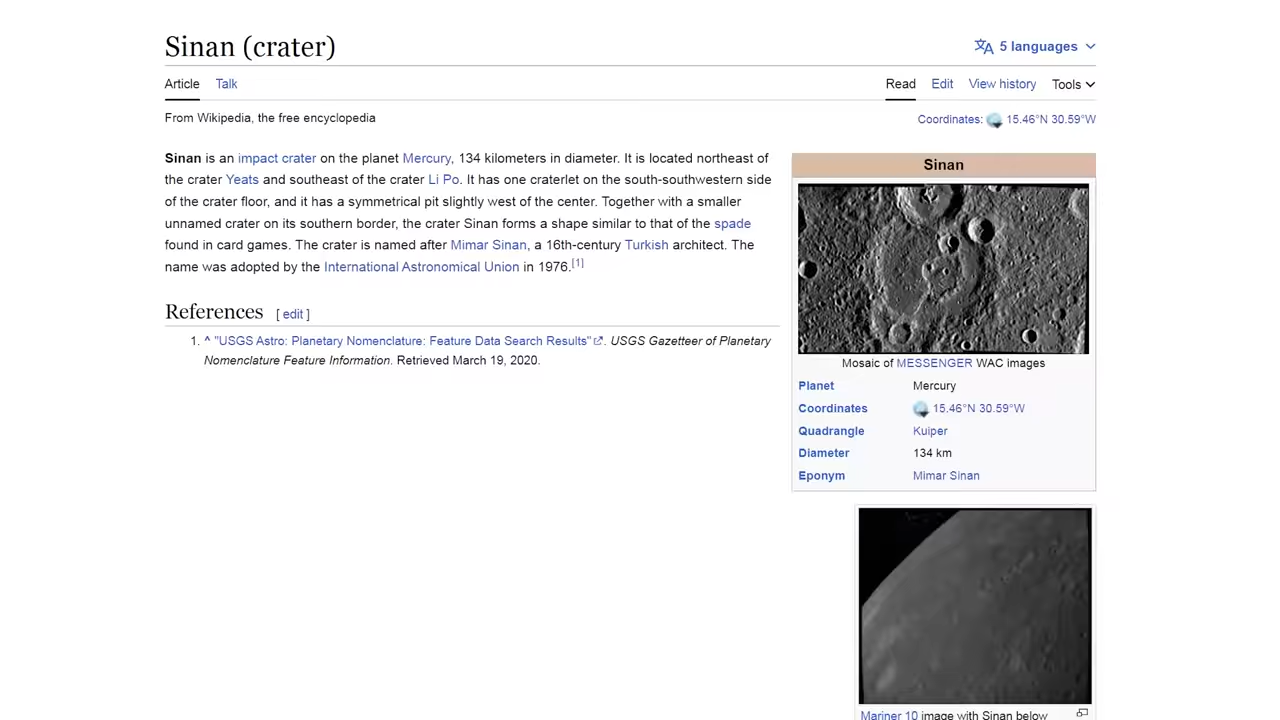 Sinan (crater)
5 languages
Article Talk
Read Edit View history Tools
From Wikipedia, the free encyclopedia
Coordinates: 15.46°N 30.59°W
Sinan is an impact crater on the planet Mercury, 134 kilometers in diameter. It is located northeast of
the crater Yeats and southeast of the crater Li Po. It has one craterlet on the south-southwestern side
of the crater floor, and it has a symmetrical pit slightly west of the center. Together with a smaller
unnamed crater on its southern border, the crater Sinan forms a shape similar to that of the spade
found in card games. The crater is named after Mimar Sinan, a 16th-century Turkish architect. The
name was adopted by the International Astronomical Union in 1976.[1]
References [ edit ]
1. ^ "USGS Astro: Planetary Nomenclature: Feature Data Search Results". USGS Gazetteer of Planetary
Nomenclature Feature Information. Retrieved March 19, 2020.
Sinan
Mosaic of MESSENGER WAC images
Planet Mercury
Coordinates 15.46°N 30.59°W
Quadrangle Kuiper
Diameter 134 km
Eponym Mimar Sinan
Mariner 10 image with Sinan below